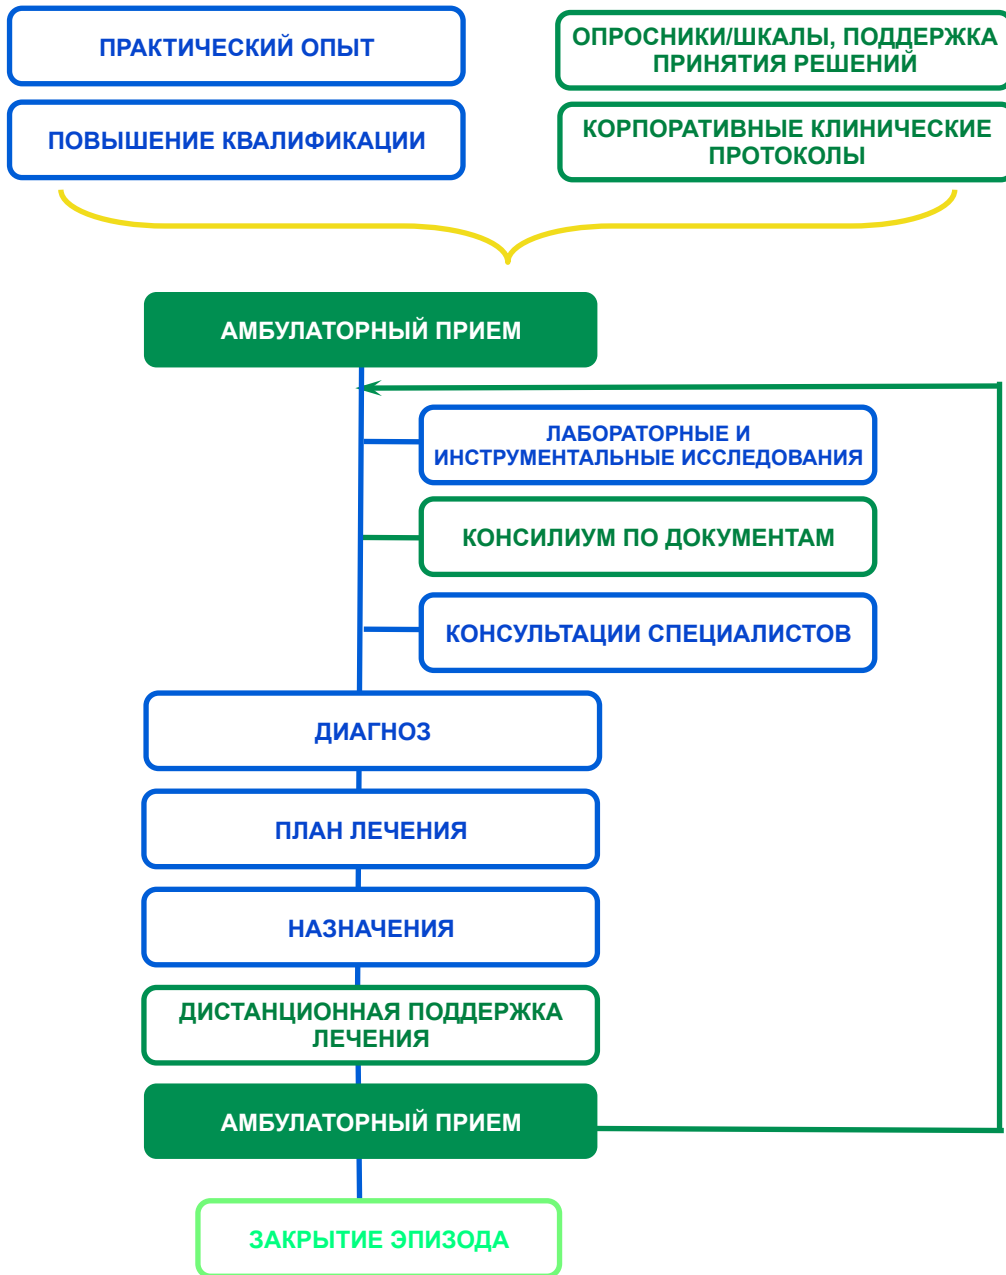 ПРАКТИЧЕСКИЙ ОПЫТ
ПОВЫШЕНИЕ КВАЛИФИКАЦИИ
ОПРОСНИКИ/ШКАЛЫ, ПОДДЕРЖКА
ПРИНЯТИЯ РЕШЕНИЙ
КОРПОРАТИВНЫЕ КЛИНИЧЕСКИЕ
ПРОТОКОЛЫ
АМБУЛАТОРНЫЙ ПРИЕМ
ЛАБОРАТОРНЫЕ И
ИНСТРУМЕНТАЛЬНЫЕ ИССЛЕДОВАНИЯ
КОНСИЛИУМ ПО ДОКУМЕНТАМ
КОНСУЛЬТАЦИИ СПЕЦИАЛИСТОВ
ДИАГНОЗ
ПЛАН ЛЕЧЕНИЯ
НАЗНАЧЕНИЯ
ДИСТАНЦИОННАЯ ПОДДЕРЖКА
ЛЕЧЕНИЯ
АМБУЛАТОРНЫЙ ПРИЕМ
ЗАКРЫТИЕ ЭПИЗОДА